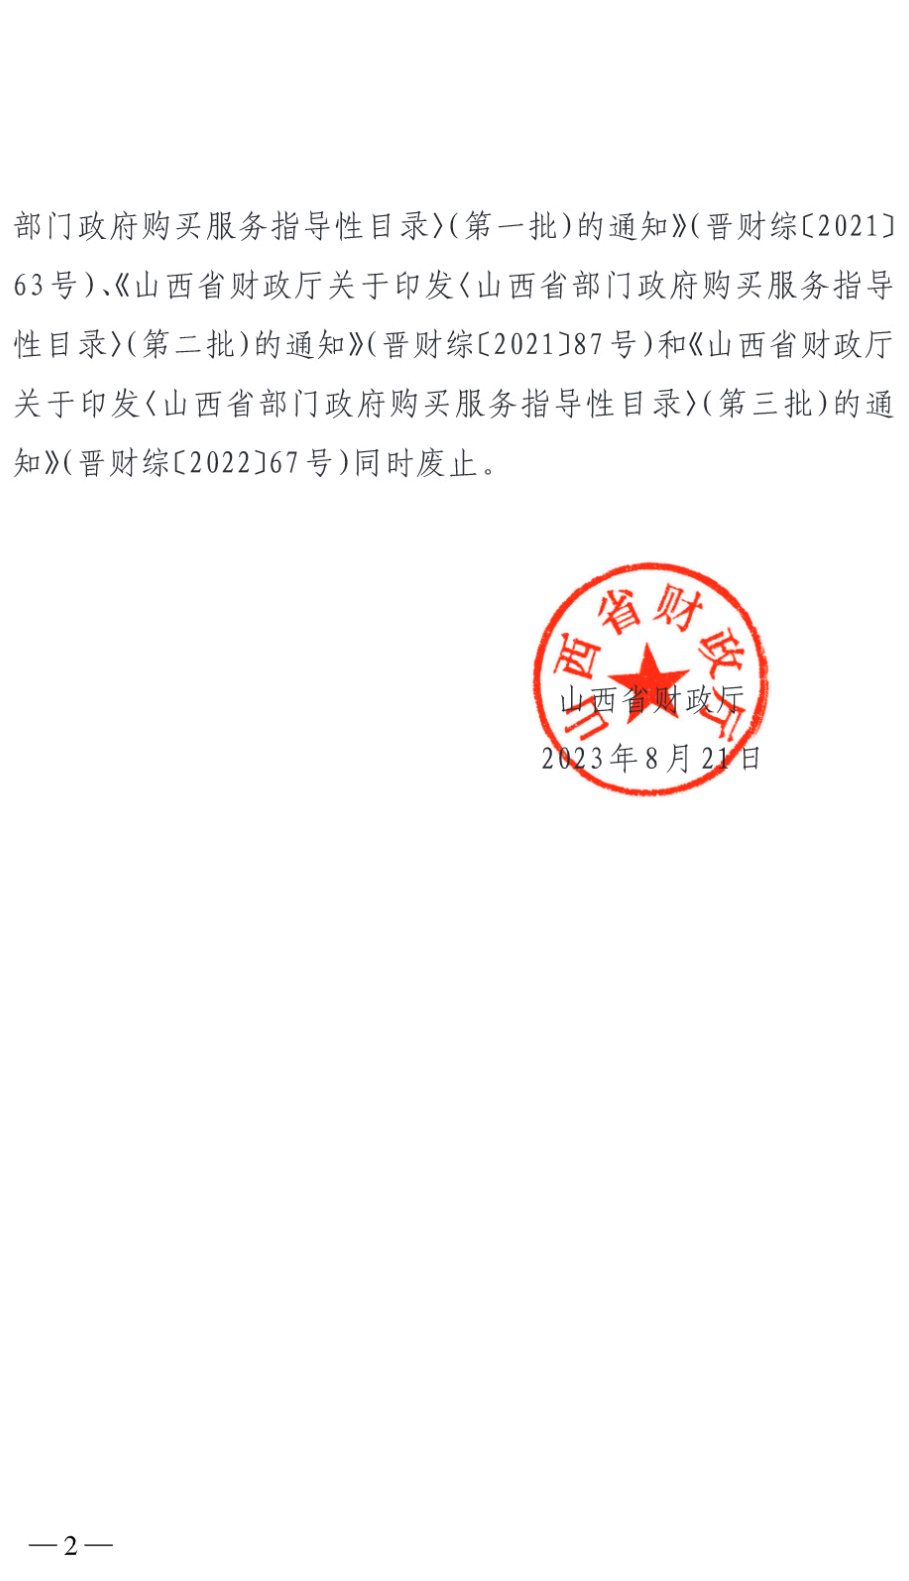 部门政府购买服务指导性目录〉(第一批)的通知》(晋财综〔2021〕
63号)、《山西省财政厅关于印发〈山西省部门政府购买服务指导
性目录〉(第二批)的通知》(晋财综〔2021〕87号)和《山西省财政厅
关于印发〈山西省部门政府购买服务指导性目录〉(第三批)的通
知》(晋财综〔2022〕67号)同时废止。
山西省财政厅
山西省财政厅
2023年8月21日
— 2 —